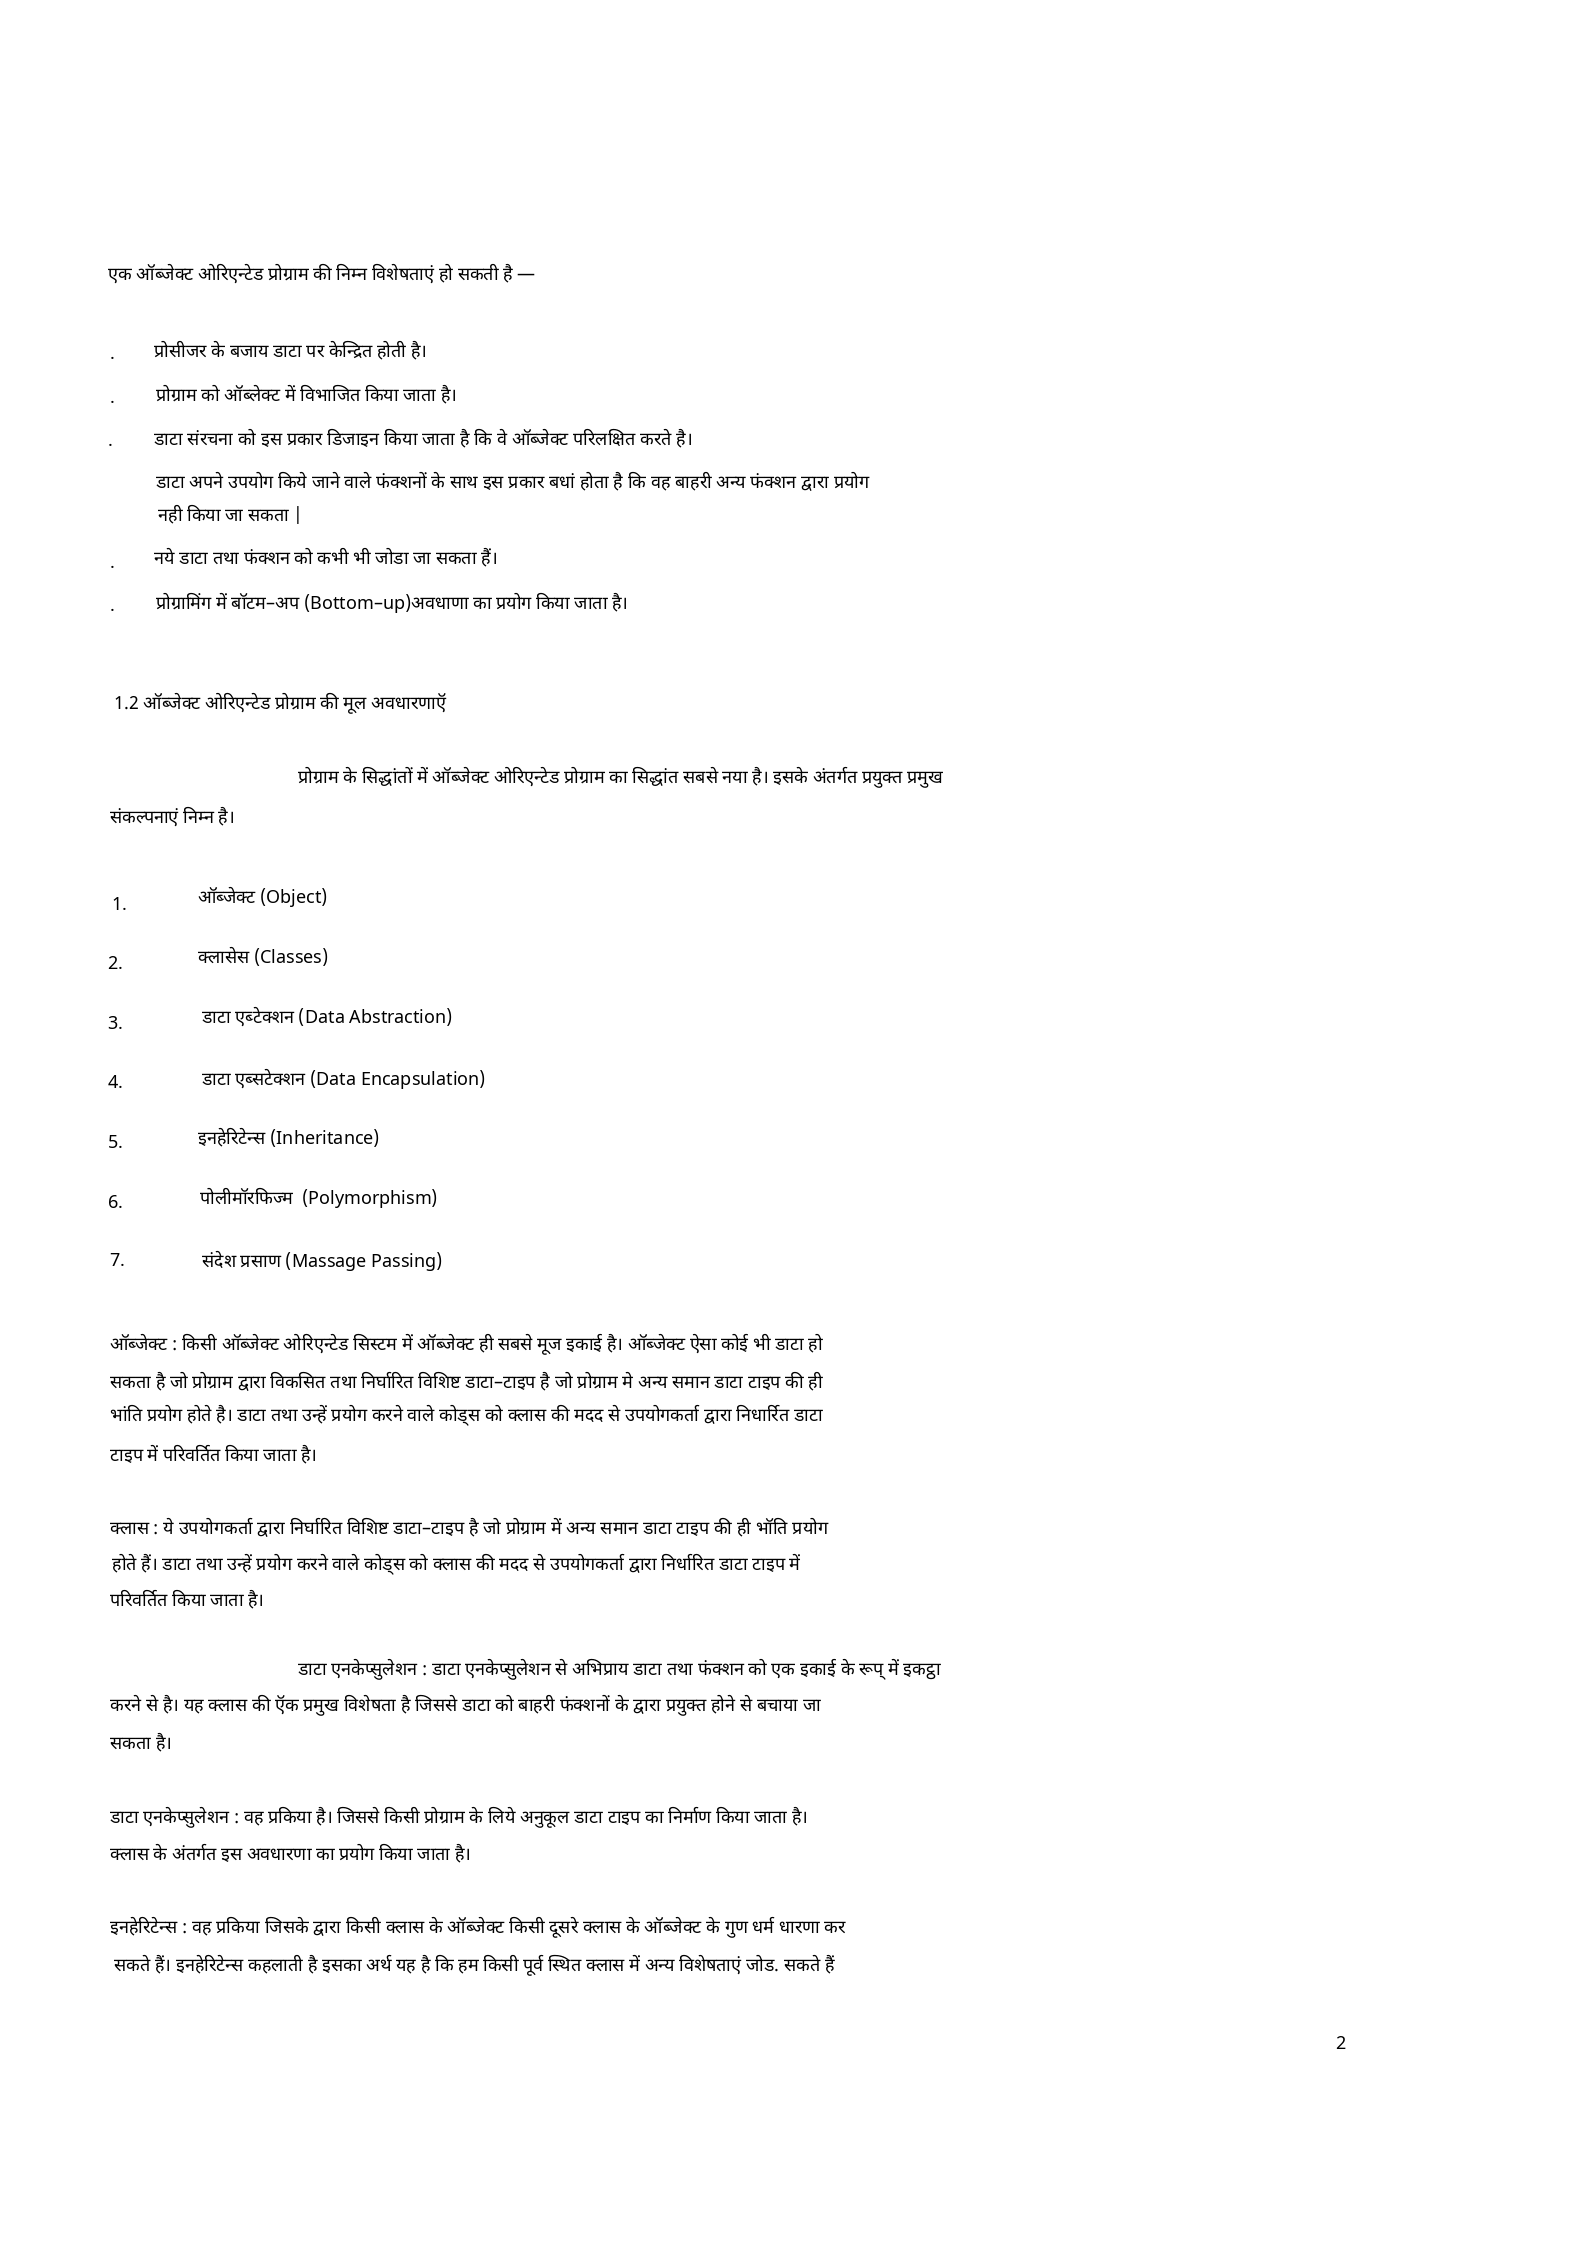 एक ऑब्जेक्ट ओरिएन्टेड प्रोग्राम की निम्न विशेषताएं हो सकती है —
. प्रोसीजर के बजाय डाटा पर केन्द्रित होती है।
. प्रोग्राम को ऑब्लेक्ट में विभाजित किया जाता है।
. डाटा संरचना को इस प्रकार डिजाइन किया जाता है कि वे ऑब्जेक्ट परिलक्षित करते है।
डाटा अपने उपयोग किये जाने वाले फंक्शनों के साथ इस प्रकार बधां होता है कि वह बाहरी अन्य फंक्शन द्वारा प्रयोग
नही किया जा सकता |
. नये डाटा तथा फंक्शन को कभी भी जोडा जा सकता हैं।
. प्रोग्रामिंग में बॉटम–अप (Bottom–up)अवधाणा का प्रयोग किया जाता है।
1.2 ऑब्जेक्ट ओरिएन्टेड प्रोग्राम की मूल अवधारणाऍ
प्रोग्राम के सिद्धांतों में ऑब्जेक्ट ओरिएन्टेड प्रोग्राम का सिद्धांत सबसे नया है। इसके अंतर्गत प्रयुक्त प्रमुख
संकल्पनाएं निम्न है।
1. ऑब्जेक्ट (Object)
2. क्लासेस (Classes)
3. डाटा एब्टेक्शन (Data Abstraction)
4. डाटा एब्सटेक्शन (Data Encapsulation)
5. इनहेरिटेन्स (Inheritance)
6. पोलीमॉरफिज्म (Polymorphism)
7. संदेश प्रसाण (Massage Passing)
ऑब्जेक्ट : किसी ऑब्जेक्ट ओरिएन्टेड सिस्टम में ऑब्जेक्ट ही सबसे मूज इकाई है। ऑब्जेक्ट ऐसा कोई भी डाटा हो
सकता है जो प्रोग्राम द्वारा विकसित तथा निर्घारित विशिष्ट डाटा–टाइप है जो प्रोग्राम मे अन्य समान डाटा टाइप की ही
भांति प्रयोग होते है। डाटा तथा उन्हें प्रयोग करने वाले कोड्स को क्लास की मदद से उपयोगकर्ता द्वारा निधार्रित डाटा
टाइप में परिवर्तित किया जाता है।
क्लास : ये उपयोगकर्ता द्वारा निर्घारित विशिष्ट डाटा–टाइप है जो प्रोग्राम में अन्य समान डाटा टाइप की ही भॉति प्रयोग
होते हैं। डाटा तथा उन्हें प्रयोग करने वाले कोड्स को क्लास की मदद से उपयोगकर्ता द्वारा निर्धारित डाटा टाइप में
परिवर्तित किया जाता है।
डाटा एनकेप्सुलेशन : डाटा एनकेप्सुलेशन से अभिप्राय डाटा तथा फंक्शन को एक इकाई के रूप् में इकट्ठा
करने से है। यह क्लास की ऍक प्रमुख विशेषता है जिससे डाटा को बाहरी फंक्शनों के द्वारा प्रयुक्त होने से बचाया जा
सकता है।
डाटा एनकेप्सुलेशन : वह प्रकिया है। जिससे किसी प्रोग्राम के लिये अनुकूल डाटा टाइप का निर्माण किया जाता है।
क्लास के अंतर्गत इस अवधारणा का प्रयोग किया जाता है।
इनहेरिटेन्स : वह प्रकिया जिसके द्वारा किसी क्लास के ऑब्जेक्ट किसी दूसरे क्लास के ऑब्जेक्ट के गुण धर्म धारणा कर
सकते हैं। इनहेरिटेन्स कहलाती है इसका अर्थ यह है कि हम किसी पूर्व स्थित क्लास में अन्य विशेषताएं जोड. सकते हैं
2